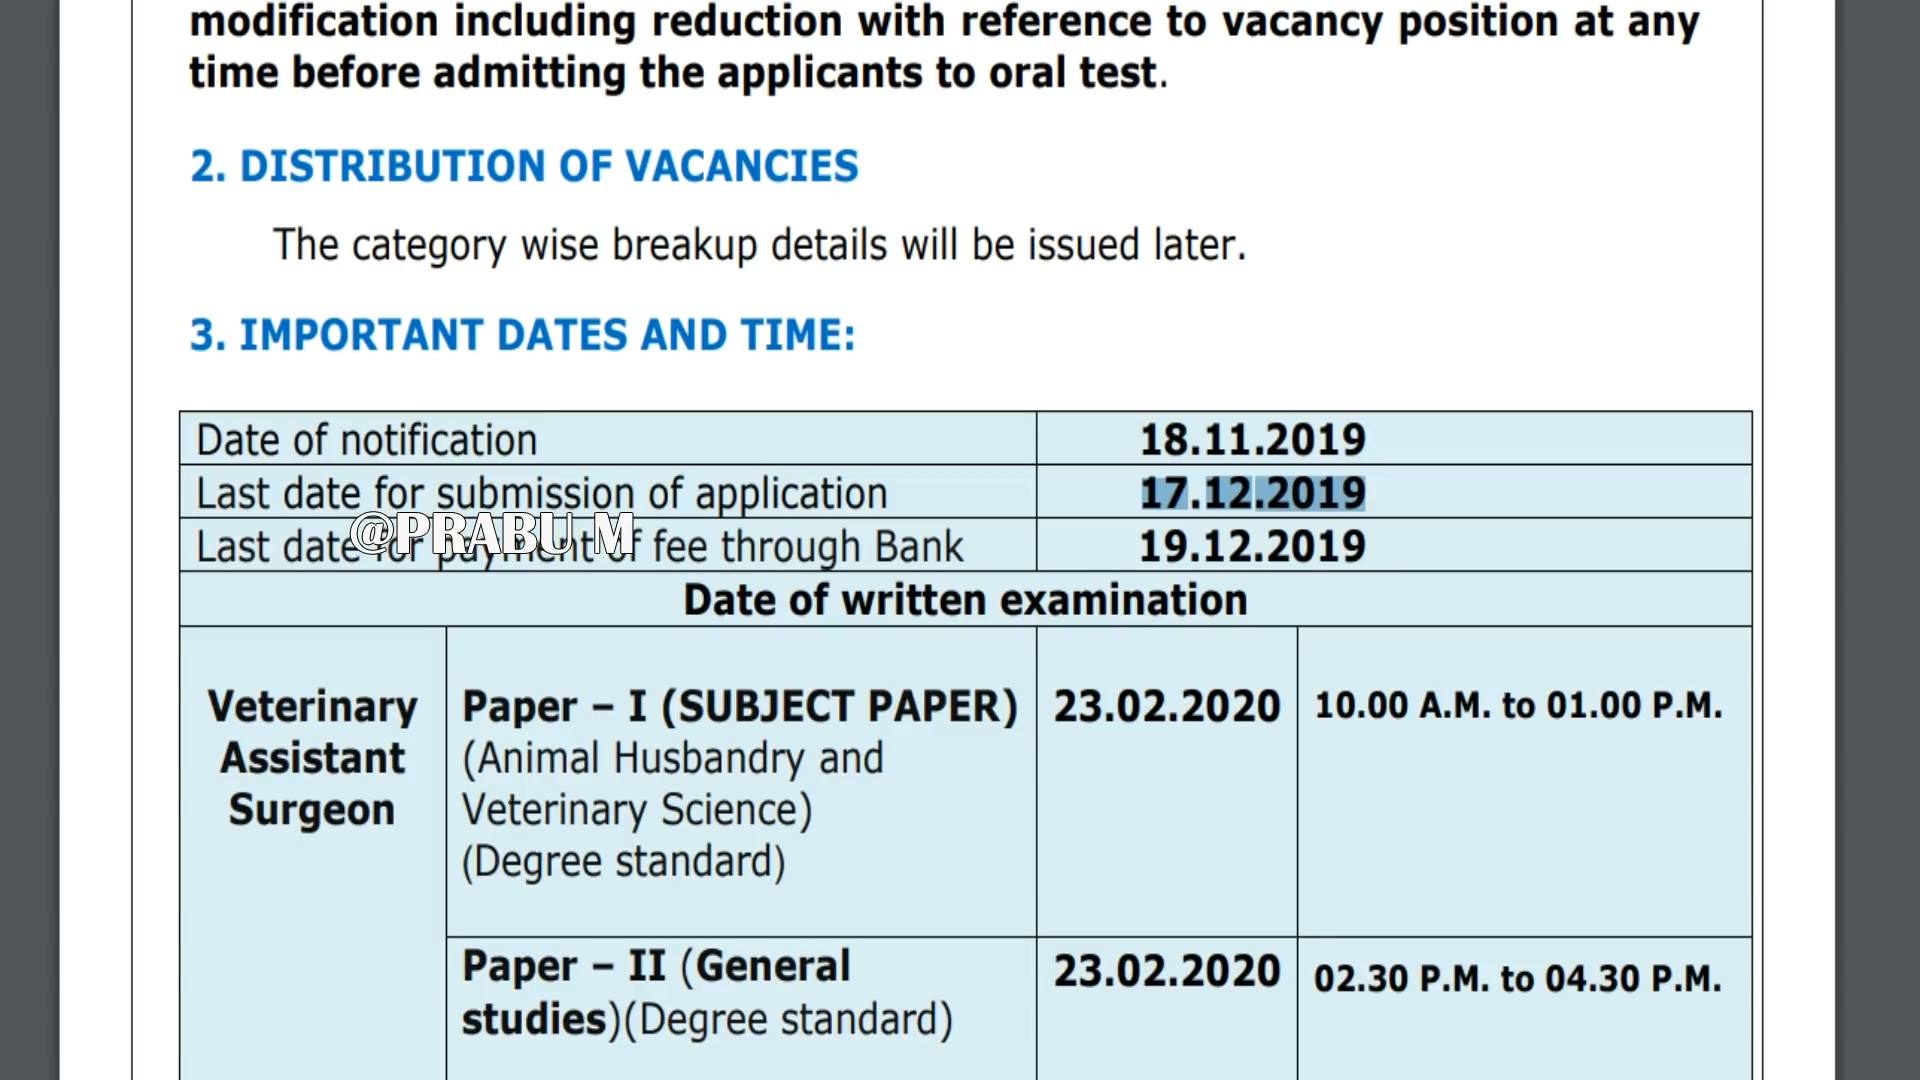 modification including reduction with reference to vacancy position at any
time before admitting the applicants to oral test.
2. DISTRIBUTION OF VACANCIES
The category wise breakup details will be issued later.
3. IMPORTANT DATES AND TIME:
Date of notification 18.11.2019
Last date for submission of application 17.12.2019
@PRABU M
Last date for payment of fee through Bank 19.12.2019
Date of written examination
Veterinary
Assistant
Surgeon
Paper – I (SUBJECT PAPER)
(Animal Husbandry and
Veterinary Science)
(Degree standard)
23.02.2020
10.00 A.M. to 01.00 P.M.
Paper – II (General
studies)(Degree standard)
23.02.2020
02.30 P.M. to 04.30 P.M.